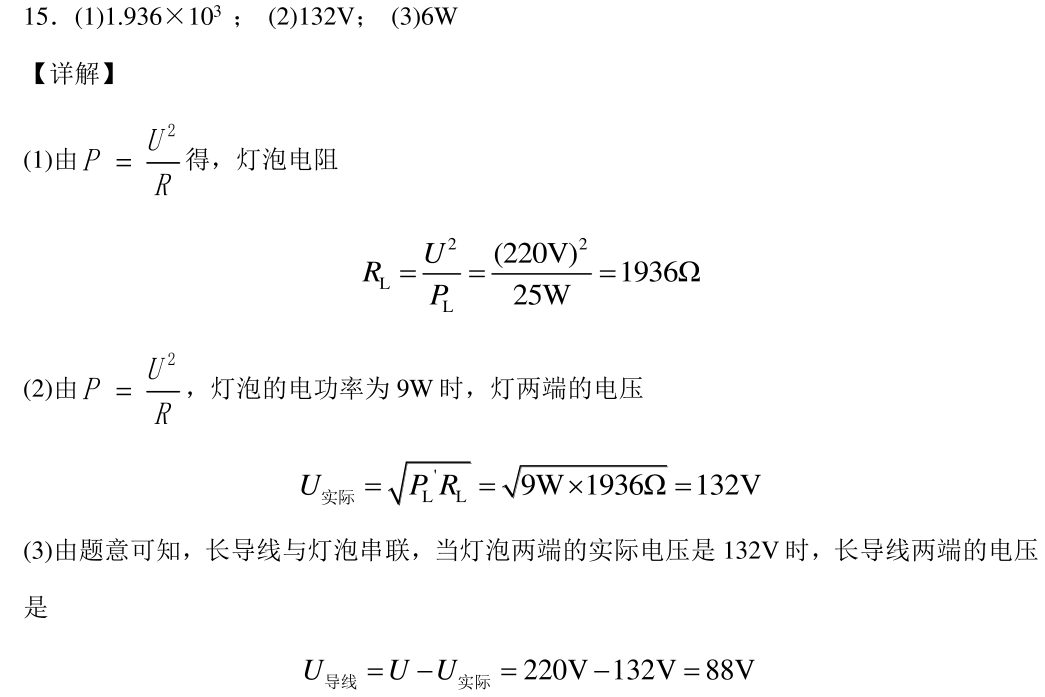 15．(1)1.936×10³ ； (2)132V； (3)6W
【详解】
(1)由 P = U²/R 得，灯泡电阻
R_L = U²/P_L = (220V)²/25W = 1936Ω
(2)由 P = U²/R ，灯泡的电功率为 9W 时，灯两端的电压
U_实际 = √(P_L'R_L) = √(9W×1936Ω) = 132V
(3)由题意可知，长导线与灯泡串联，当灯泡两端的实际电压是 132V 时，长导线两端的电压
是
U_导线 = U − U_实际 = 220V − 132V = 88V